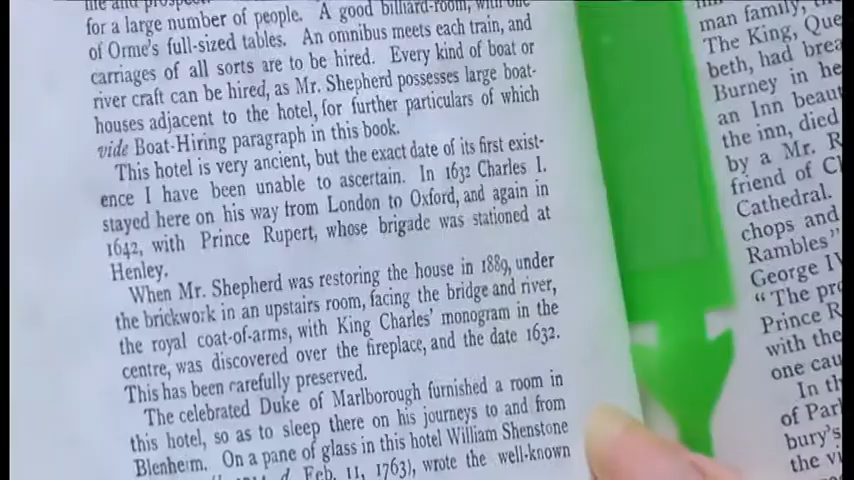 for a large number of people. A good billiard-room, with one
of Orme's full-sized tables. An omnibus meets each train, and
carriages of all sorts are to be hired. Every kind of boat or
river craft can be hired, as Mr. Shepherd possesses large boat-
houses adjacent to the hotel, for further particulars of which
vide Boat-Hiring paragraph in this book.
This hotel is very ancient, but the exact date of its first exist-
ence I have been unable to ascertain. In 1632 Charles I.
stayed here on his way from London to Oxford, and again in
1642, with Prince Rupert, whose brigade was stationed at
Henley.
When Mr. Shepherd was restoring the house in 1889, under
the brickwork in an upstairs room, facing the bridge and river,
the royal coat-of-arms, with King Charles' monogram in the
centre, was discovered over the fireplace, and the date 1632.
This has been carefully preserved.
The celebrated Duke of Marlborough furnished a room in
this hotel, so as to sleep there on his journeys to and from
Blenheim. On a pane of glass in this hotel William Shenstone
Feb. 11, 1763), wrote the well-known
man family,
The King, Que
beth, had brea
Burney in he
an Inn beaut
the inn, died
by a Mr. R
friend of C
Cathedral.
chops and
Rambles"
George IV
"The pro
Prince R
with the
one cau
In th
of Parl
bury's
the vi